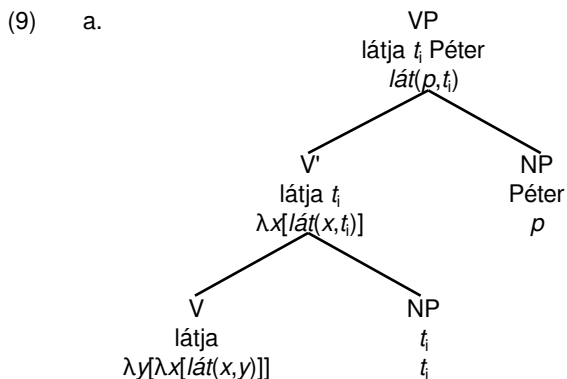 (9) a. VP
látja tᵢ Péter
lát(p,tᵢ)
V' NP
látja tᵢ Péter
λx[lát(x,tᵢ)] p
V NP
látja tᵢ
λy[λx[lát(x,y)]] tᵢ